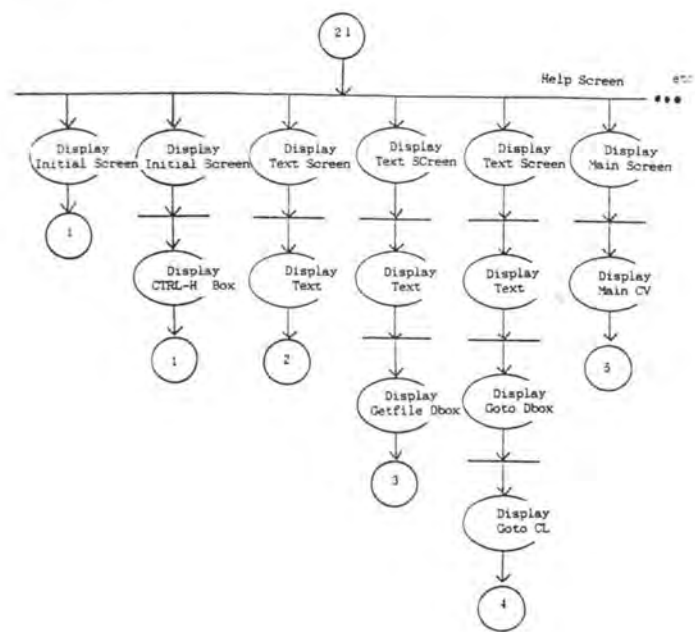 21
Help Screen etc
Display Display Display Display Display Display
Initial Screen Initial Screen Text Screen Text SCreen Text Screen Main Screen
1
Display Display Display Display Display
CTRL-H Box Text Text Text Main CV
1 2 5
Display Display
Getfile Dbox Goto Dbox
3
Display
Goto CL
4